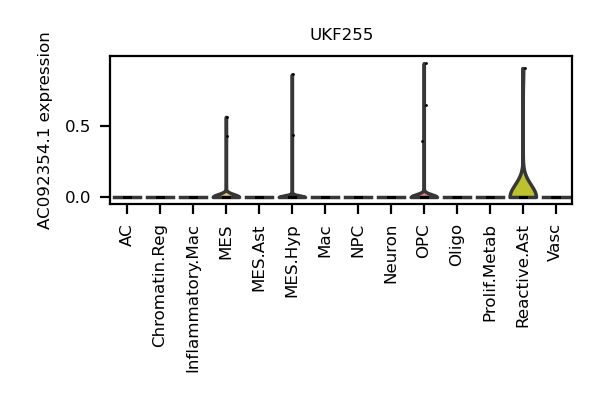 UKF255
AC092354.1 expression
0.5
0.0
AC
Chromatin.Reg
Inflammatory.Mac
MES
MES.Ast
MES.Hyp
Mac
NPC
Neuron
OPC
Oligo
Prolif.Metab
Reactive.Ast
Vasc